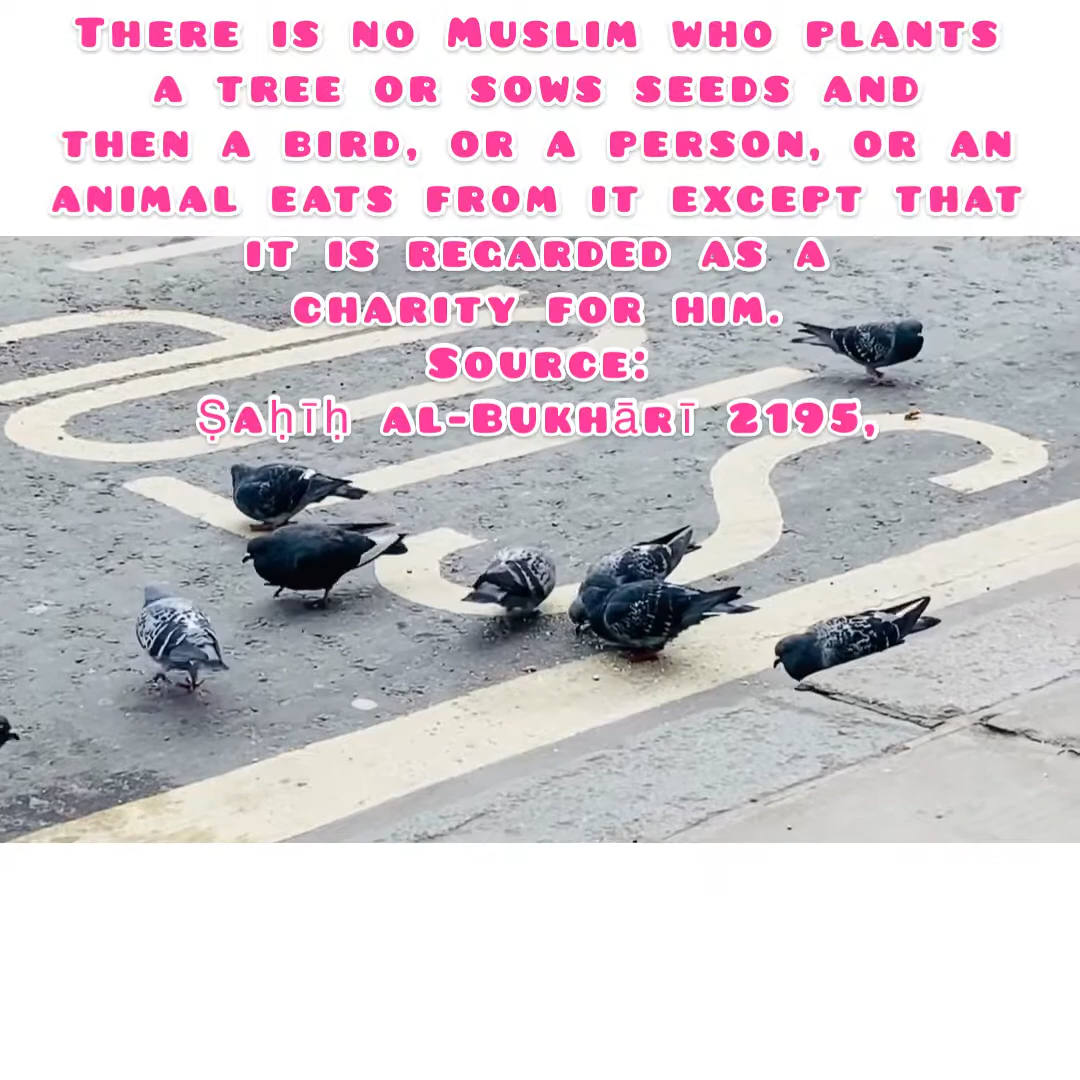 There is no Muslim who plants
a tree or sows seeds and
then a bird, or a person, or an
animal eats from it except that
it is regarded as a
charity for him.
Source:
Ṣaḥīḥ al-Bukhārī 2195,